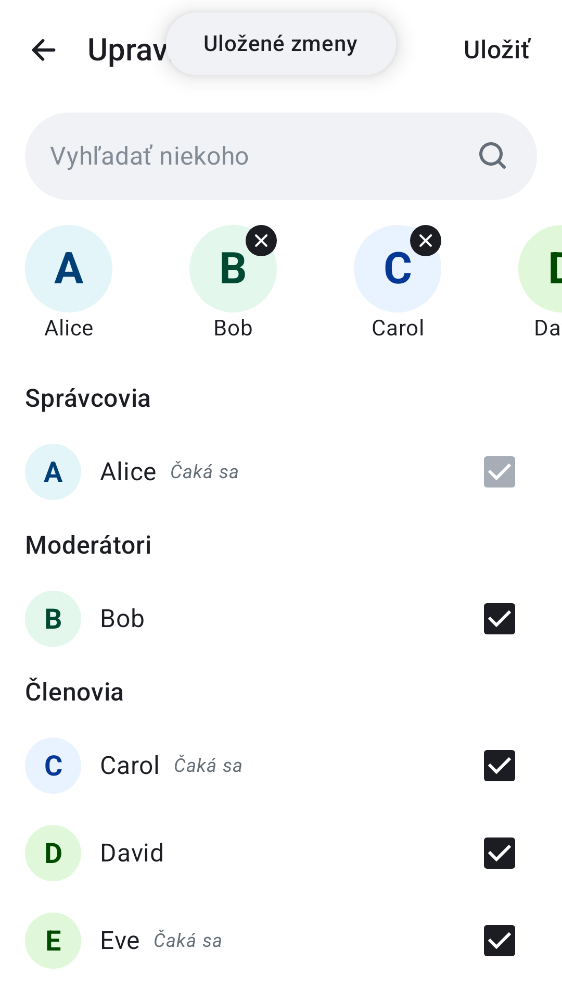 Uprav
Uložené zmeny
Uložiť
Vyhľadať niekoho
A
B
C
D
Alice
Bob
Carol
Da
Správcovia
A
Alice Čaká sa
Moderátori
B
Bob
Členovia
C
Carol Čaká sa
D
David
E
Eve Čaká sa